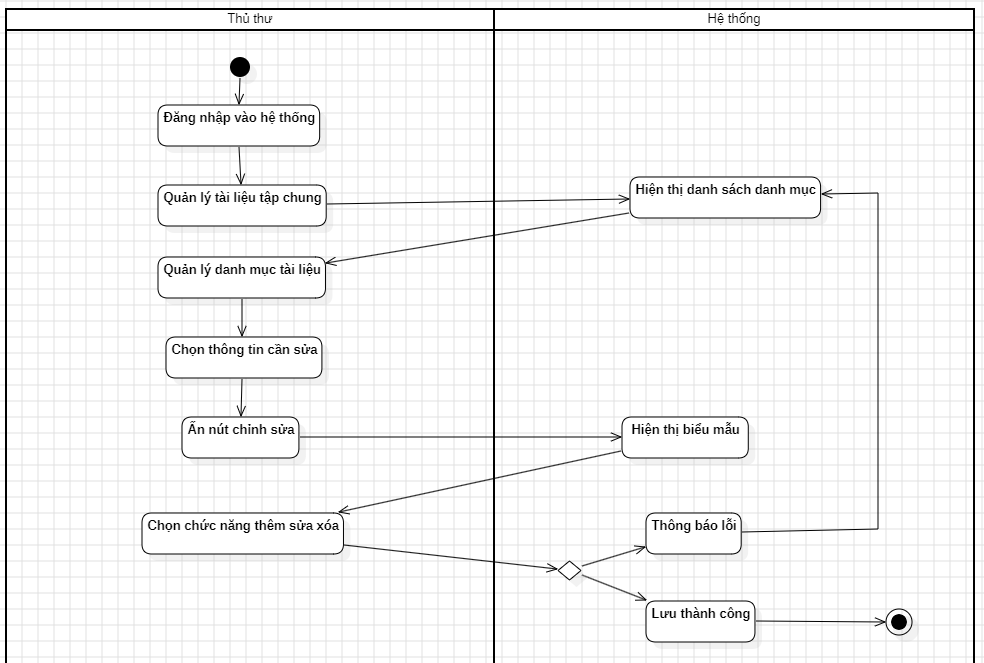 Thủ thư
Hệ thống
Đăng nhập vào hệ thống
Quản lý tài liệu tập chung
Hiện thị danh sách danh mục
Quản lý danh mục tài liệu
Chọn thông tin cần sửa
Ấn nút chỉnh sửa
Hiện thị biểu mẫu
Chọn chức năng thêm sửa xóa
Thông báo lỗi
Lưu thành công